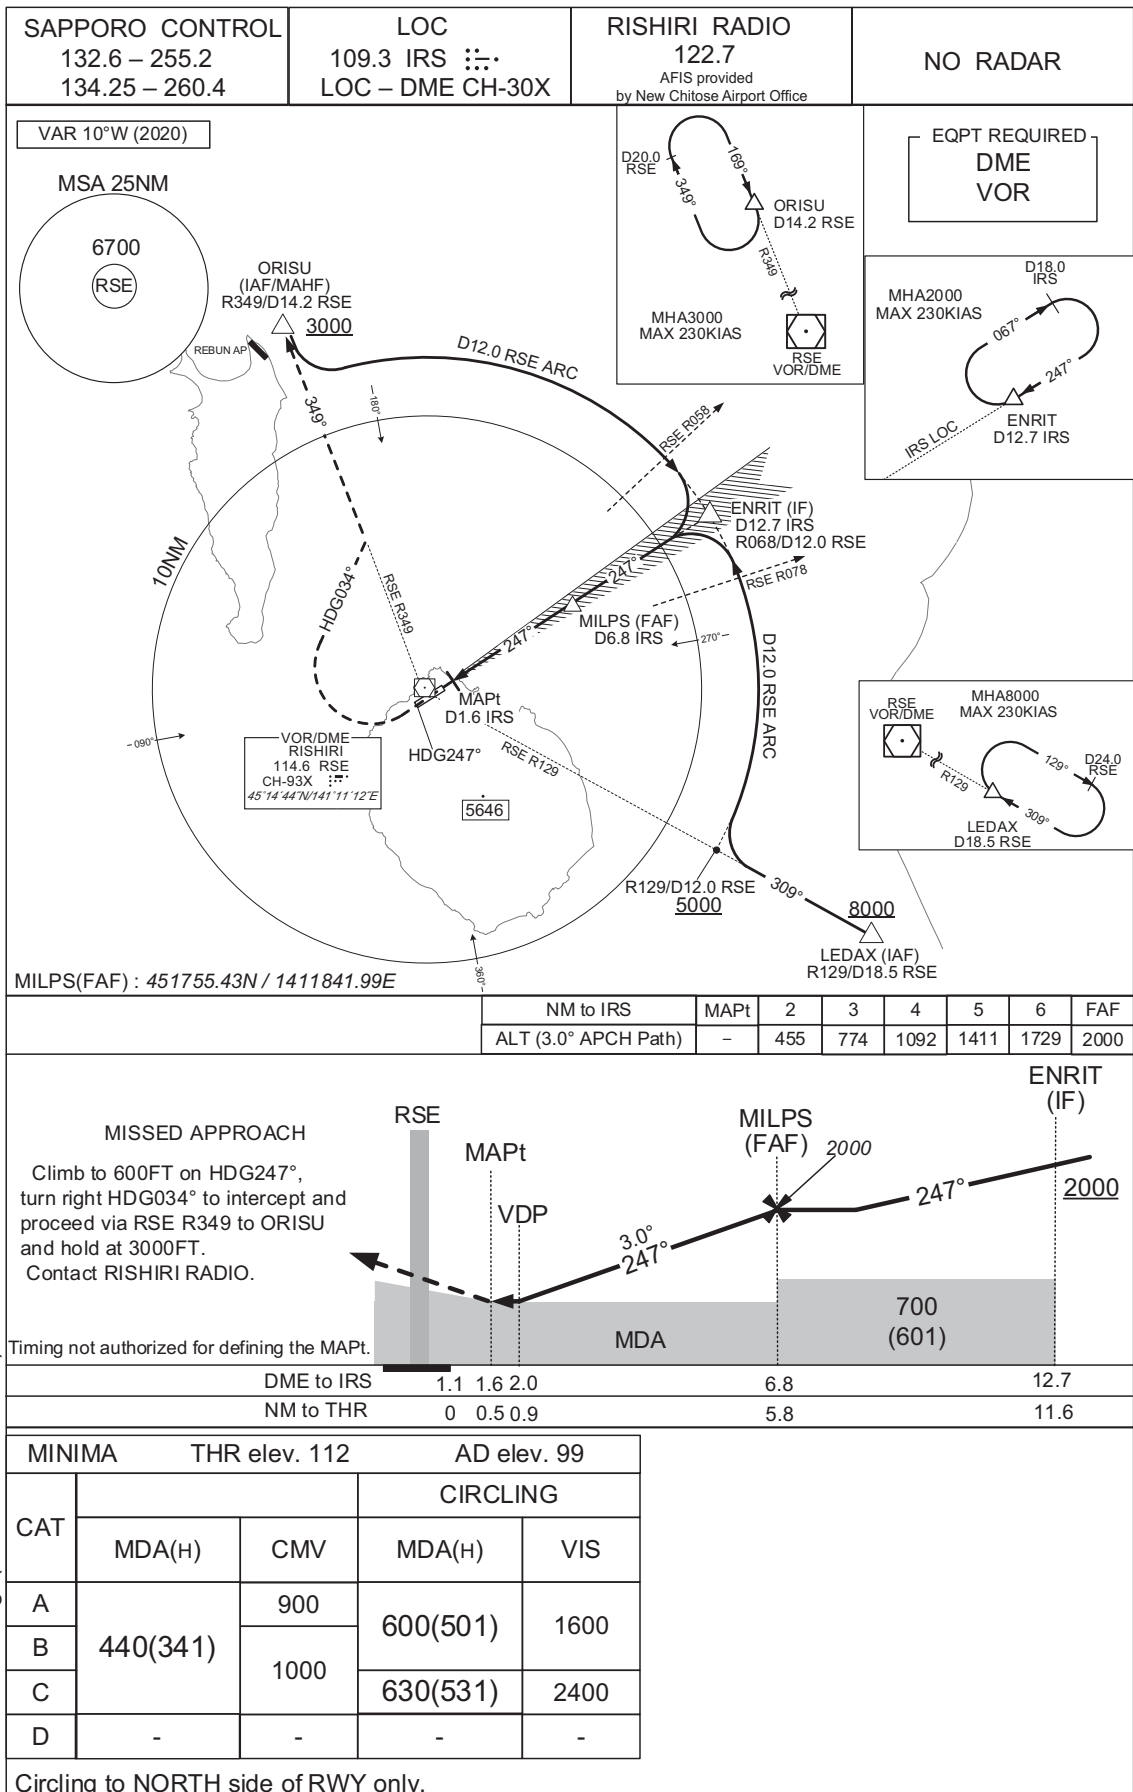 SAPPORO CONTROL
132.6 – 255.2
134.25 – 260.4
LOC
109.3 IRS
LOC – DME CH-30X
RISHIRI RADIO
122.7
AFIS provided
by New Chitose Airport Office
NO RADAR
VAR 10°W (2020)
MSA 25NM
6700
RSE
ORISU
(IAF/MAHF)
R349/D14.2 RSE
3000
REBUN AP
D20.0
RSE
169°
349°
ORISU
D14.2 RSE
R349
MHA3000
MAX 230KIAS
RSE
VOR/DME
EQPT REQUIRED
DME
VOR
D18.0
IRS
MHA2000
MAX 230KIAS
067°
247°
ENRIT
D12.7 IRS
IRS LOC
D12.0 RSE ARC
180°
349°
RSE R058
ENRIT (IF)
D12.7 IRS
R068/D12.0 RSE
10NM
HDG034°
RSE R349
247°
RSE R078
MILPS (FAF)
D6.8 IRS
270°
247°
D12.0 RSE ARC
MAPt
D1.6 IRS
090°
VOR/DME
RISHIRI
114.6 RSE
CH-93X
45°14´44˝N/141°11´12˝E
HDG247°
RSE R129
5646
RSE
VOR/DME
MHA8000
MAX 230KIAS
R129
129°
D24.0
RSE
309°
LEDAX
D18.5 RSE
R129/D12.0 RSE
5000
309°
8000
LEDAX (IAF)
R129/D18.5 RSE
360°
MILPS(FAF) : 451755.43N / 1411841.99E
NM to IRS MAPt 2 3 4 5 6 FAF
ALT (3.0° APCH Path) – 455 774 1092 1411 1729 2000
ENRIT
(IF)
RSE
MISSED APPROACH
MAPt
MILPS
(FAF)
2000
Climb to 600FT on HDG247°,
turn right HDG034° to intercept and
proceed via RSE R349 to ORISU
and hold at 3000FT.
Contact RISHIRI RADIO.
VDP
3.0°
247°
247°
2000
700
(601)
MDA
Timing not authorized for defining the MAPt.
DME to IRS 1.1 1.6 2.0 6.8 12.7
NM to THR 0 0.5 0.9 5.8 11.6
MINIMA THR elev. 112 AD elev. 99
CAT
CIRCLING
MDA(H) CMV MDA(H) VIS
A 440(341) 900 600(501) 1600
B 1000
C 630(531) 2400
D - - - -
Circling to NORTH side of RWY only.